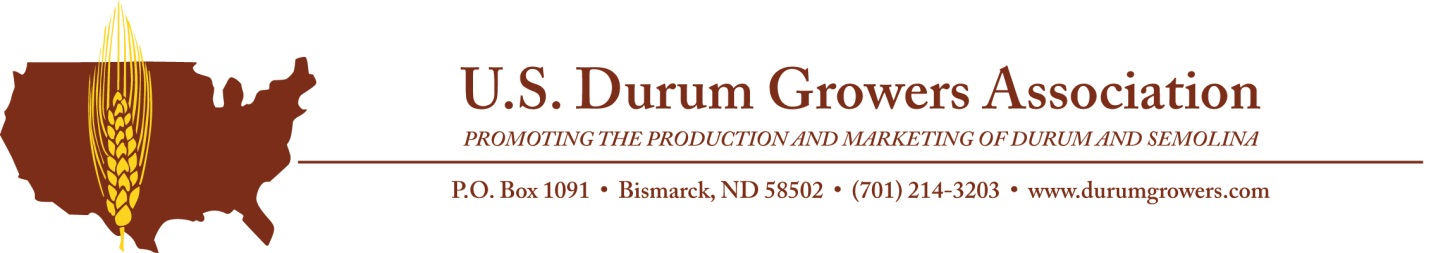 U.S. Durum Growers Association
PROMOTING THE PRODUCTION AND MARKETING OF DURUM AND SEMOLINA
P.O. Box 1091 • Bismarck, ND 58502 • (701) 214-3203 • www.durumgrowers.com